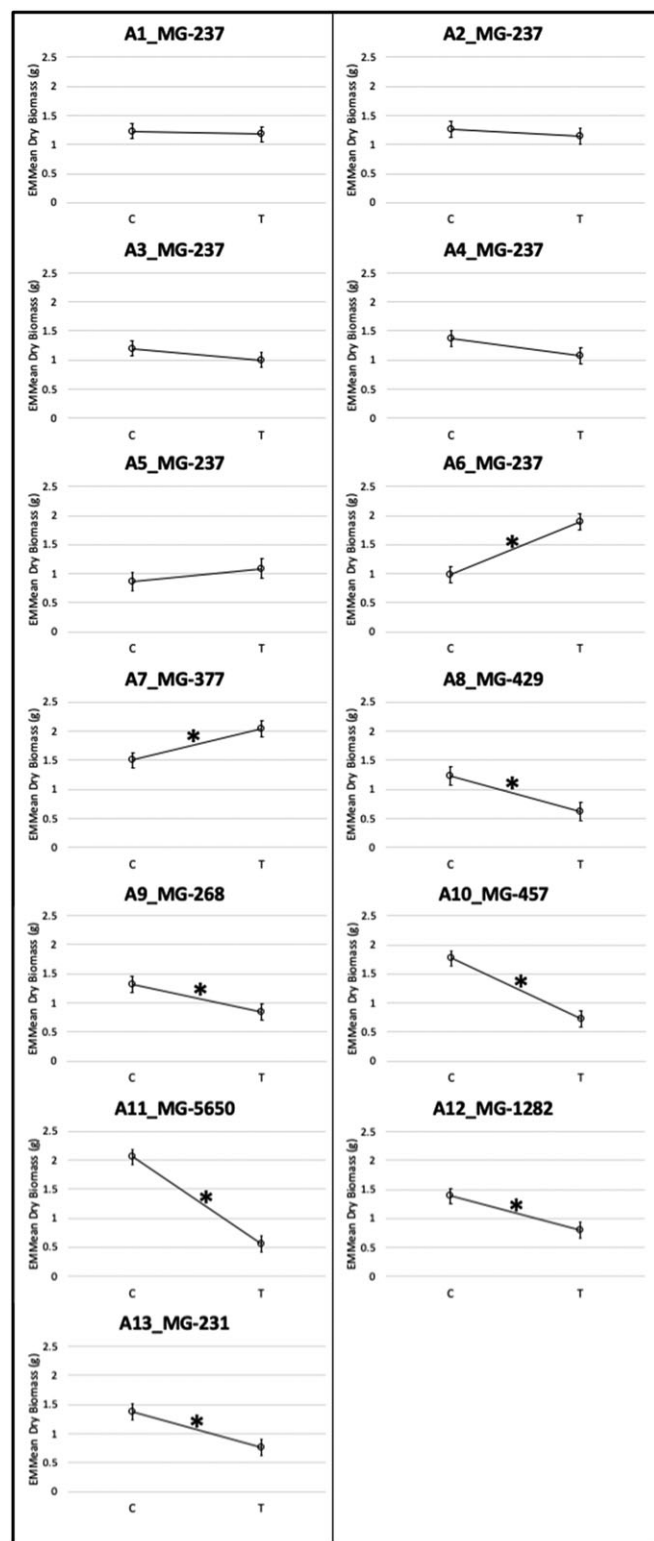 A1_MG-237
EMMean Dry Biomass (g)
2.5
2
1.5
1
0.5
0
C T
A2_MG-237
EMMean Dry Biomass (g)
2.5
2
1.5
1
0.5
0
C T
A3_MG-237
EMMean Dry Biomass (g)
2.5
2
1.5
1
0.5
0
C T
A4_MG-237
EMMean Dry Biomass (g)
2.5
2
1.5
1
0.5
0
C T
A5_MG-237
EMMean Dry Biomass (g)
2.5
2
1.5
1
0.5
0
C T
A6_MG-237
EMMean Dry Biomass (g)
2.5
2
1.5
1
0.5
0
*
C T
A7_MG-377
EMMean Dry Biomass (g)
2.5
2
1.5
1
0.5
0
*
C T
A8_MG-429
EMMean Dry Biomass (g)
2.5
2
1.5
1
0.5
0
*
C T
A9_MG-268
EMMean Dry Biomass (g)
2.5
2
1.5
1
0.5
0
*
C T
A10_MG-457
EMMean Dry Biomass (g)
2.5
2
1.5
1
0.5
0
*
C T
A11_MG-5650
EMMean Dry Biomass (g)
2.5
2
1.5
1
0.5
0
*
C T
A12_MG-1282
EMMean Dry Biomass (g)
2.5
2
1.5
1
0.5
0
*
C T
A13_MG-231
EMMean Dry Biomass (g)
2.5
2
1.5
1
0.5
0
*
C T